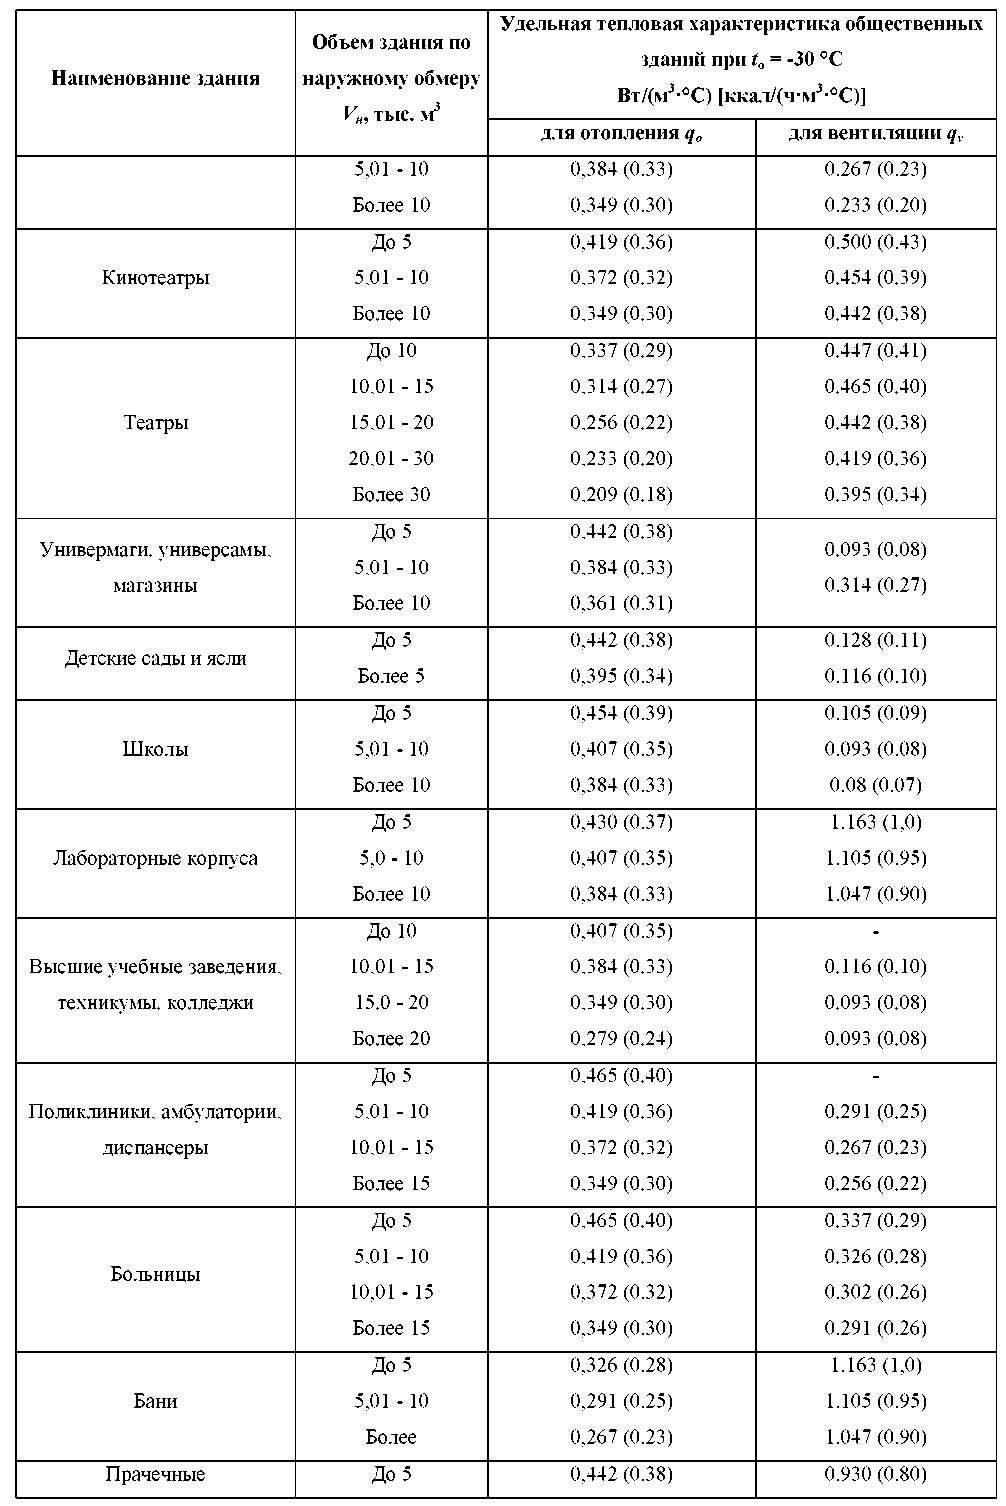 Наименование здания
Объем здания по
наружному обмеру
Vн, тыс. м³
Удельная тепловая характеристика общественных
зданий при tо = -30 °С
Вт/(м³·°С) [ккал/(ч·м³·°С)]
для отопления qо
для вентиляции qv
5,01 - 10 0,384 (0.33) 0.267 (0.23)
Более 10 0,349 (0.30) 0.233 (0.20)
До 5 0,419 (0.36) 0.500 (0.43)
Кинотеатры 5,01 - 10 0,372 (0,32) 0,454 (0,39)
Более 10 0,349 (0,30) 0,442 (0,38)
До 10 0.337 (0,29) 0,447 (0,41)
10,01 - 15 0,314 (0,27) 0,465 (0,40)
Театры 15,01 - 20 0,256 (0,22) 0,442 (0,38)
20,01 - 30 0,233 (0,20) 0,419 (0,36)
Более 30 0,209 (0,18) 0,395 (0,34)
До 5 0,442 (0,38)
Универмаги, универсамы,
магазины
5,01 - 10 0,384 (0,33)
Более 10 0,361 (0.31)
0,093 (0,08)
0.314 (0.27)
До 5 0,442 (0.38) 0.128 (0.11)
Детские сады и ясли
Более 5 0,395 (0.34) 0.116 (0.10)
До 5 0,454 (0.39) 0.105 (0.09)
Школы 5,01 - 10 0,407 (0.35) 0.093 (0.08)
Более 10 0,384 (0.33) 0.08 (0.07)
До 5 0,430 (0.37) 1.163 (1,0)
Лабораторные корпуса 5,0 - 10 0,407 (0.35) 1.105 (0.95)
Более 10 0,384 (0.33) 1.047 (0.90)
До 10 0,407 (0.35) -
Высшие учебные заведения,
техникумы, колледжи
10,01 - 15 0,384 (0,33) 0,116 (0,10)
15,0 - 20 0,349 (0,30) 0,093 (0,08)
Более 20 0,279 (0,24) 0,093 (0,08)
До 5 0,465 (0,40) -
Поликлиники, амбулатории,
диспансеры
5,01 - 10 0,419 (0,36) 0,291 (0,25)
10,01 - 15 0,372 (0,32) 0,267 (0,23)
Более 15 0,349 (0,30) 0,256 (0,22)
До 5 0,465 (0,40) 0,337 (0,29)
Больницы
5,01 - 10 0,419 (0,36) 0,326 (0,28)
10,01 - 15 0,372 (0.32) 0.302 (0.26)
Более 15 0,349 (0.30) 0.291 (0.26)
До 5 0,326 (0.28) 1.163 (1,0)
Бани 5,01 - 10 0,291 (0.25) 1.105 (0.95)
Более 0,267 (0.23) 1.047 (0.90)
Прачечные До 5 0,442 (0.38) 0.930 (0.80)